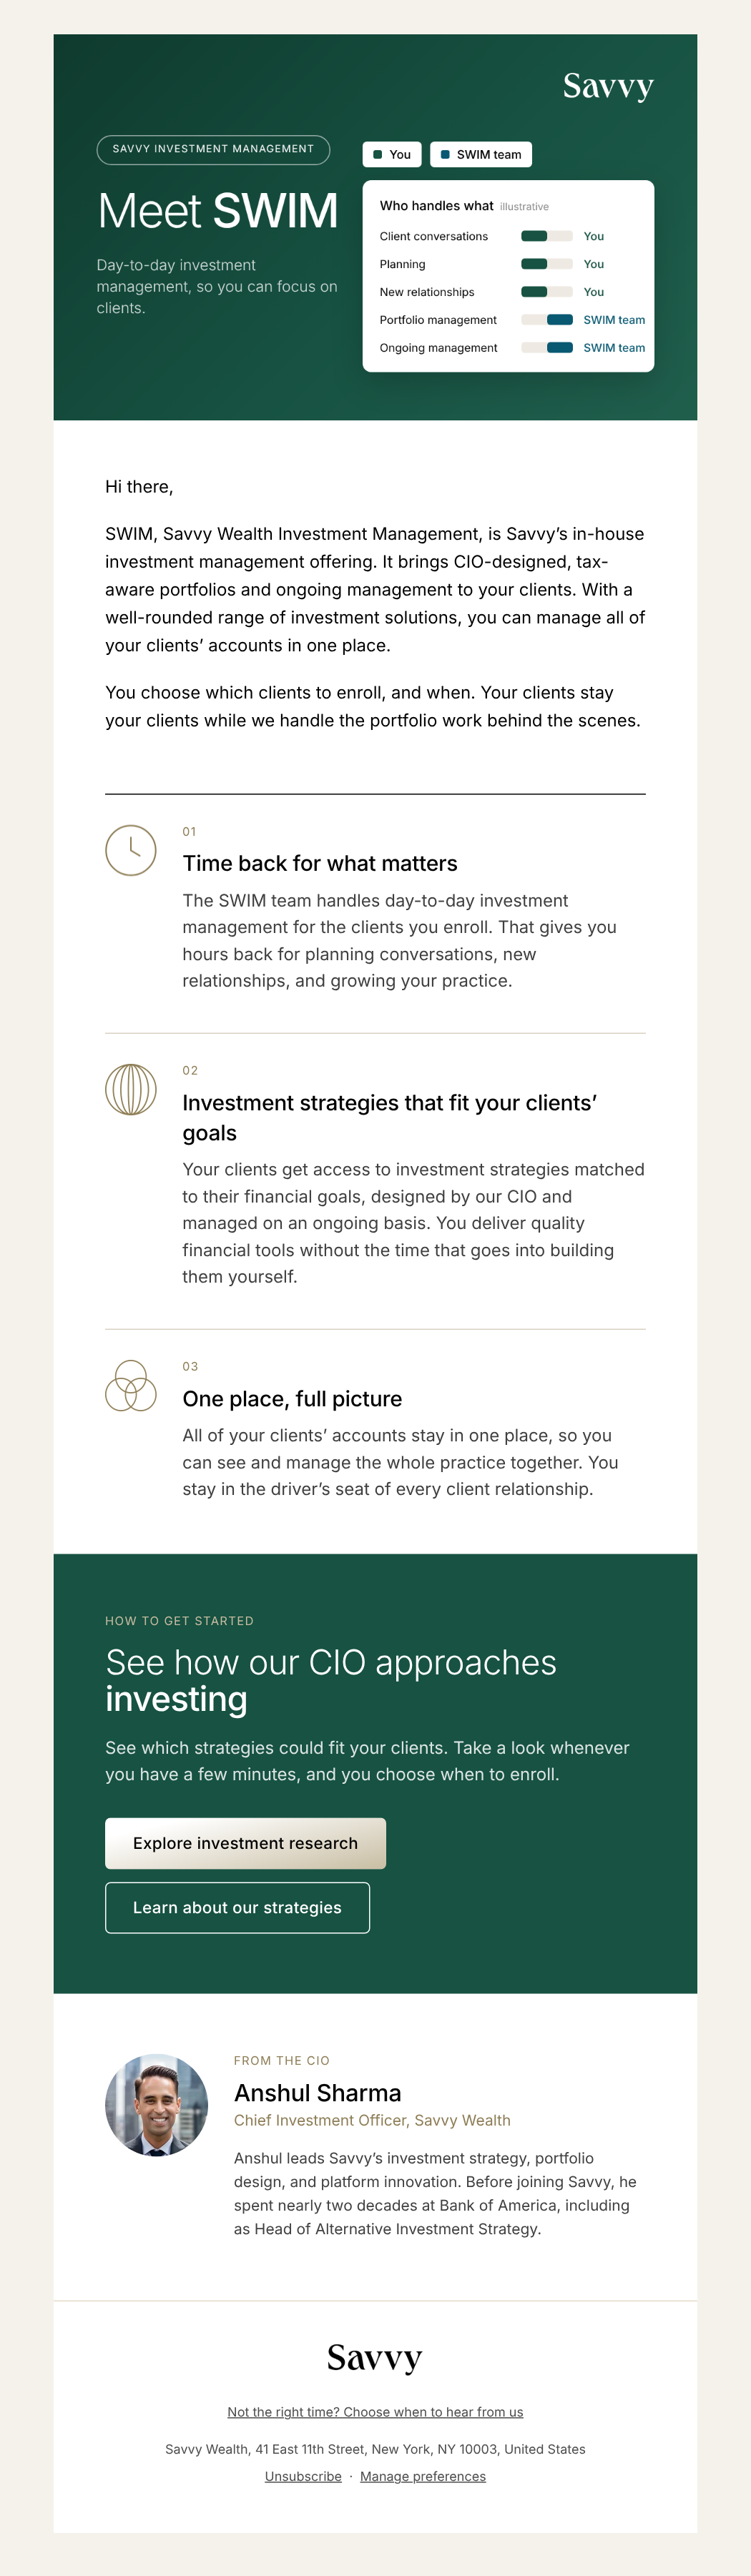 Savvy
SAVVY INVESTMENT MANAGEMENT
Meet SWIM
Day-to-day investment
management, so you can focus on
clients.
You
SWIM team
Who handles what illustrative
Client conversations You
Planning You
New relationships You
Portfolio management SWIM team
Ongoing management SWIM team
Hi there,
SWIM, Savvy Wealth Investment Management, is Savvy’s in-house
investment management offering. It brings CIO-designed, tax-
aware portfolios and ongoing management to your clients. With a
well-rounded range of investment solutions, you can manage all of
your clients’ accounts in one place.
You choose which clients to enroll, and when. Your clients stay
your clients while we handle the portfolio work behind the scenes.
01
Time back for what matters
The SWIM team handles day-to-day investment
management for the clients you enroll. That gives you
hours back for planning conversations, new
relationships, and growing your practice.
02
Investment strategies that fit your clients’
goals
Your clients get access to investment strategies matched
to their financial goals, designed by our CIO and
managed on an ongoing basis. You deliver quality
financial tools without the time that goes into building
them yourself.
03
One place, full picture
All of your clients’ accounts stay in one place, so you
can see and manage the whole practice together. You
stay in the driver’s seat of every client relationship.
HOW TO GET STARTED
See how our CIO approaches
investing
See which strategies could fit your clients. Take a look whenever
you have a few minutes, and you choose when to enroll.
Explore investment research
Learn about our strategies
FROM THE CIO
Anshul Sharma
Chief Investment Officer, Savvy Wealth
Anshul leads Savvy’s investment strategy, portfolio
design, and platform innovation. Before joining Savvy, he
spent nearly two decades at Bank of America, including
as Head of Alternative Investment Strategy.
Savvy
Not the right time? Choose when to hear from us
Savvy Wealth, 41 East 11th Street, New York, NY 10003, United States
Unsubscribe · Manage preferences